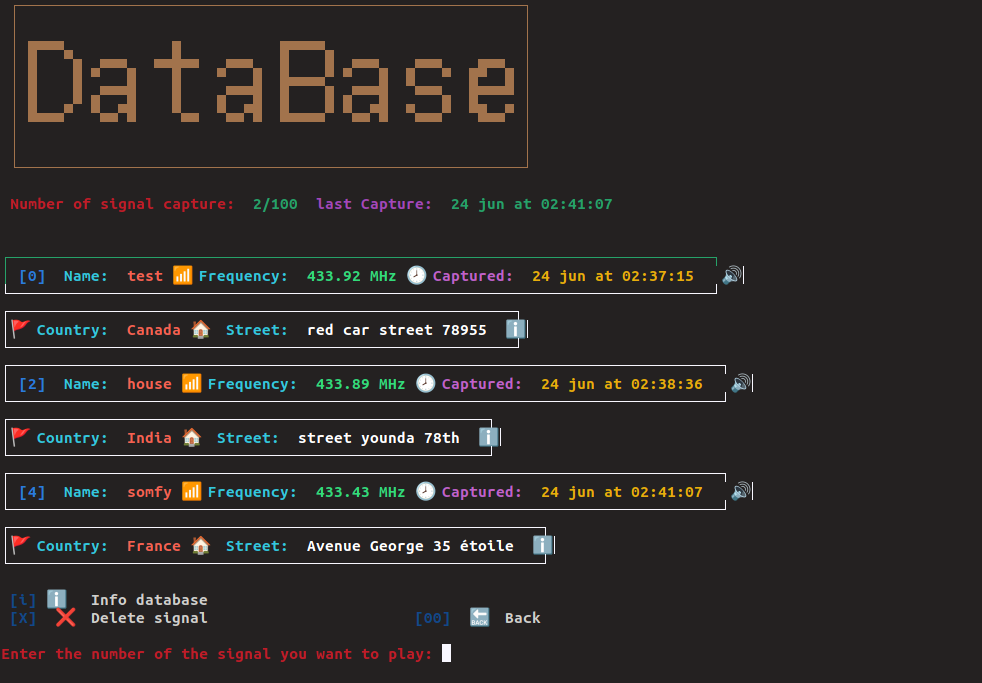 DataBase
Number of signal capture: 2/100 last Capture: 24 jun at 02:41:07
[0] Name: test Frequency: 433.92 MHz Captured: 24 jun at 02:37:15
Country: Canada Street: red car street 78955
[2] Name: house Frequency: 433.89 MHz Captured: 24 jun at 02:38:36
Country: India Street: street younda 78th
[4] Name: somfy Frequency: 433.43 MHz Captured: 24 jun at 02:41:07
Country: France Street: Avenue George 35 étoile
[i] Info database
[X] Delete signal [00] BACK Back
Enter the number of the signal you want to play: